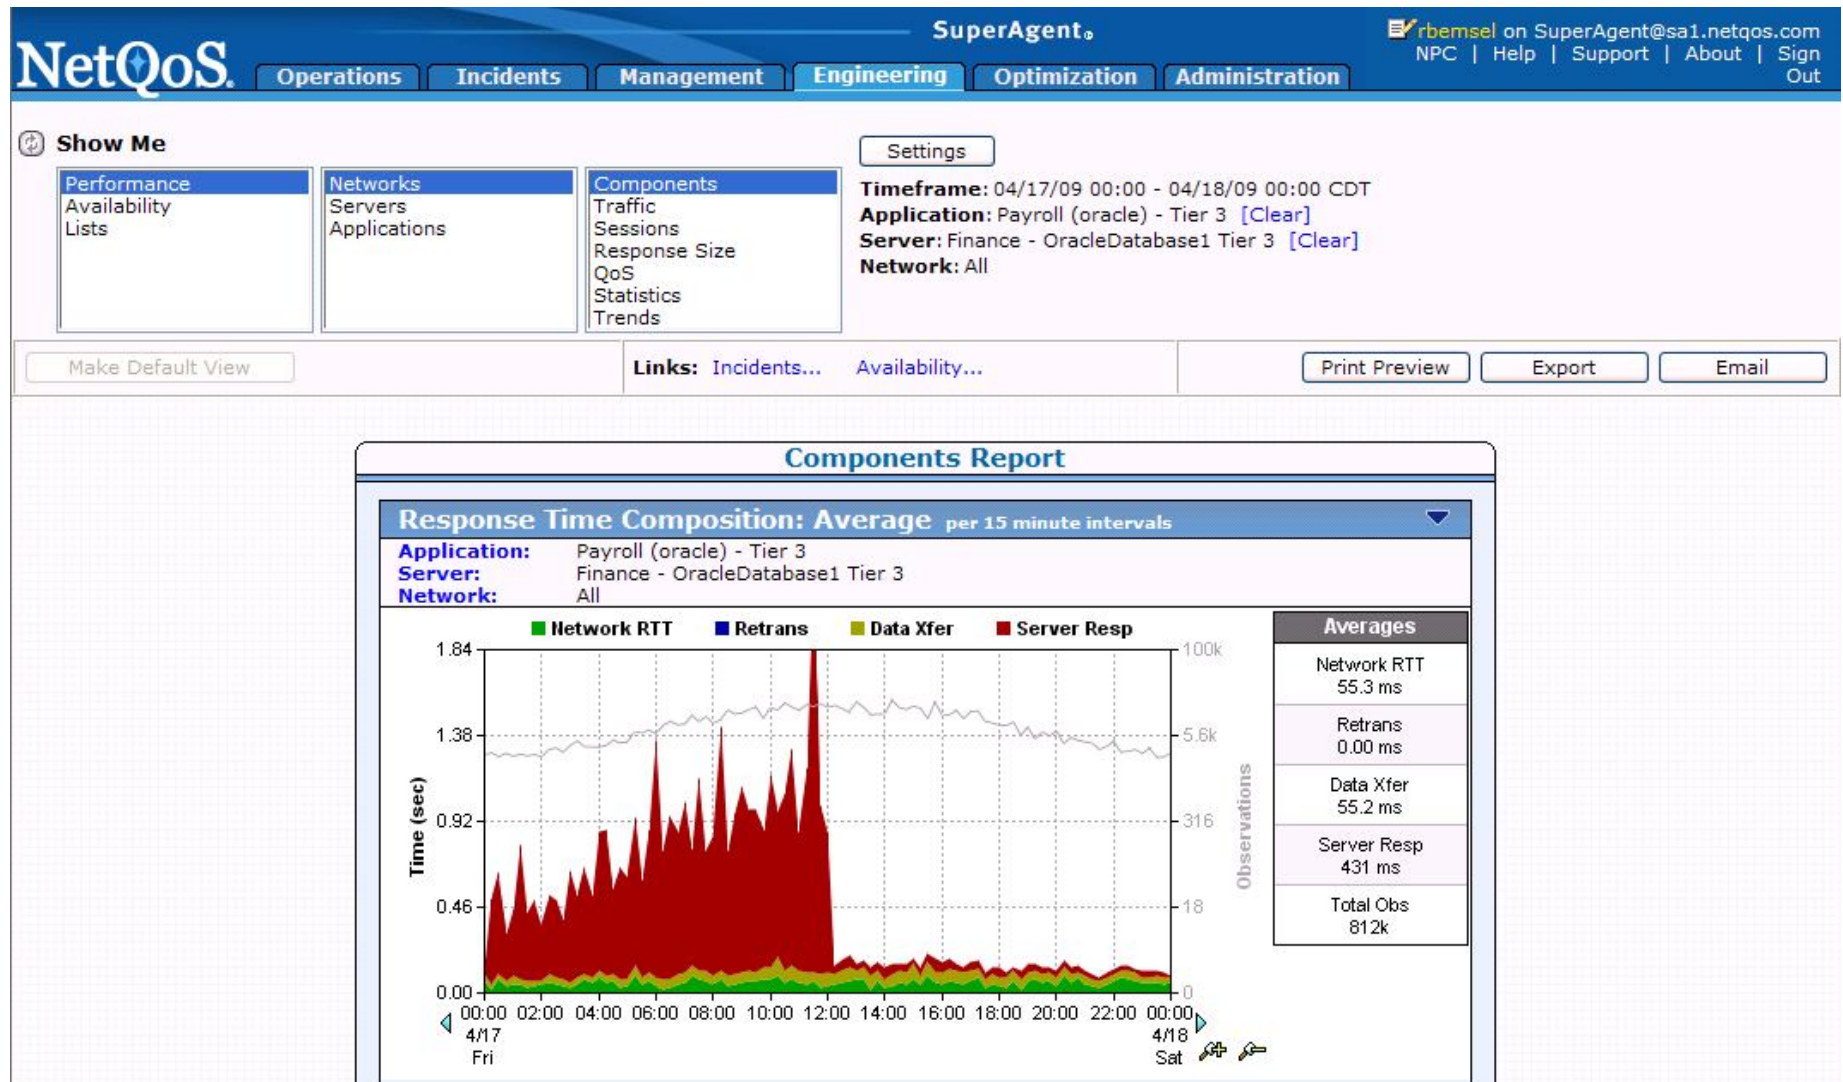 SuperAgent®
rbemsel on SuperAgent@sa1.netqos.com
NPC | Help | Support | About | Sign Out
NetQoS.
Operations Incidents Management Engineering Optimization Administration
Show Me
Performance
Availability
Lists
Networks
Servers
Applications
Components
Traffic
Sessions
Response Size
QoS
Statistics
Trends
Settings
Timeframe: 04/17/09 00:00 - 04/18/09 00:00 CDT
Application: Payroll (oracle) - Tier 3 [Clear]
Server: Finance - OracleDatabase1 Tier 3 [Clear]
Network: All
Make Default View
Links: Incidents... Availability...
Print Preview Export Email
Components Report
Response Time Composition: Average per 15 minute intervals
Application: Payroll (oracle) - Tier 3
Server: Finance - OracleDatabase1 Tier 3
Network: All
Network RTT Retrans Data Xfer Server Resp
1.84
1.38
0.92
0.46
0.00
Time (sec)
100k
5.6k
316
18
0
Observations
00:00 02:00 04:00 06:00 08:00 10:00 12:00 14:00 16:00 18:00 20:00 22:00 00:00
4/17 4/18
Fri Sat
Averages
Network RTT
55.3 ms
Retrans
0.00 ms
Data Xfer
55.2 ms
Server Resp
431 ms
Total Obs
812k